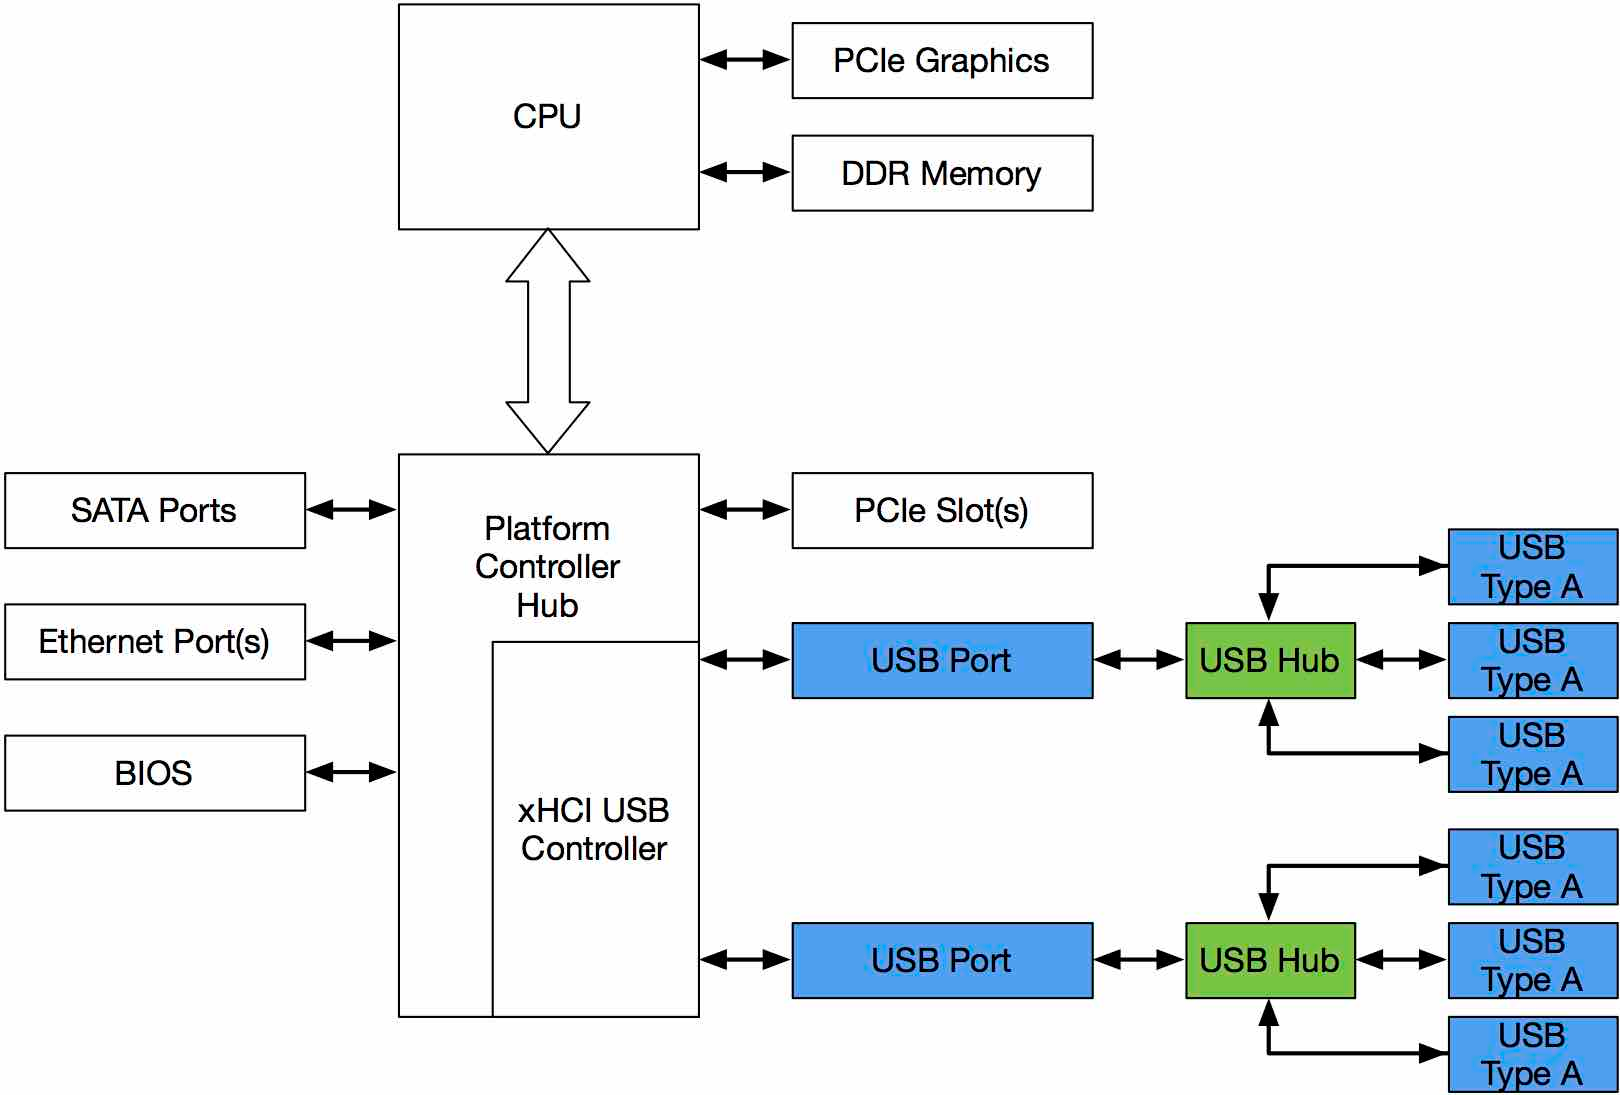 CPU
PCIe Graphics
DDR Memory
SATA Ports
Ethernet Port(s)
BIOS
Platform
Controller
Hub
xHCI USB
Controller
PCIe Slot(s)
USB Port
USB Hub
USB
Type A
USB
Type A
USB
Type A
USB Port
USB Hub
USB
Type A
USB
Type A
USB
Type A